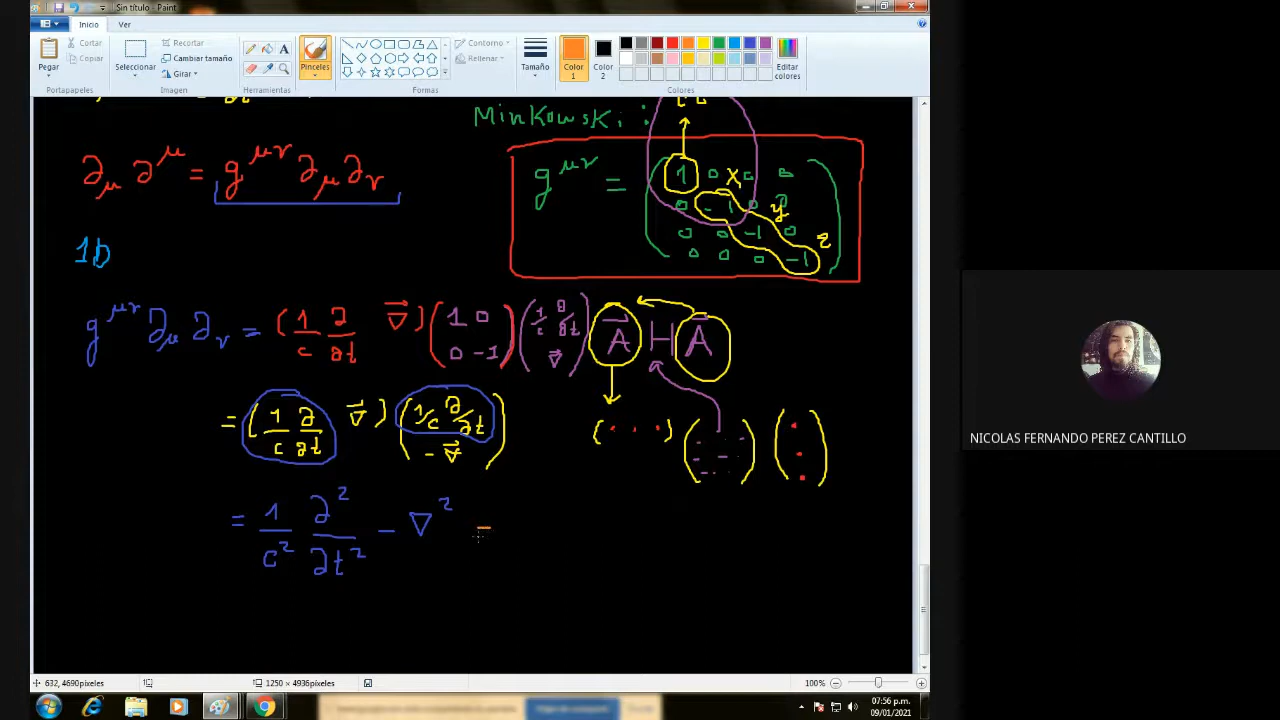 Sin título - Paint
Inicio Ver
Pegar
Cortar
Copiar
Portapapeles
Seleccionar
Recortar
Cambiar tamaño
Girar
Imagen
A
Herramientas
Pinceles
Contorno
Rellenar
Formas
Tamaño
Color 1
Color 2
Editar colores
Colores
Minkowski :
∂μ ∂^μ = g^μν ∂μ ∂ν
g^μν = ( 1 0 0 0
0 -1 0 0
0 0 -1 0
0 0 0 -1 )
x y z
1D
g^μν ∂μ ∂ν = ( 1/c ∂/∂t ∇⃗ ) ( 1 0 0 -1 ) ( 1/c ∂/∂t ∇⃗ ) A⃗ H A⃗
= ( 1/c ∂/∂t ∇⃗ ) ( 1/c ∂/∂t - ∇⃗ )
= 1/c² ∂²/∂t² - ∇²
NICOLAS FERNANDO PEREZ CANTILLO
632, 4690píxeles
1250 × 4936píxeles
100%
07:56 p.m.
09/01/2021